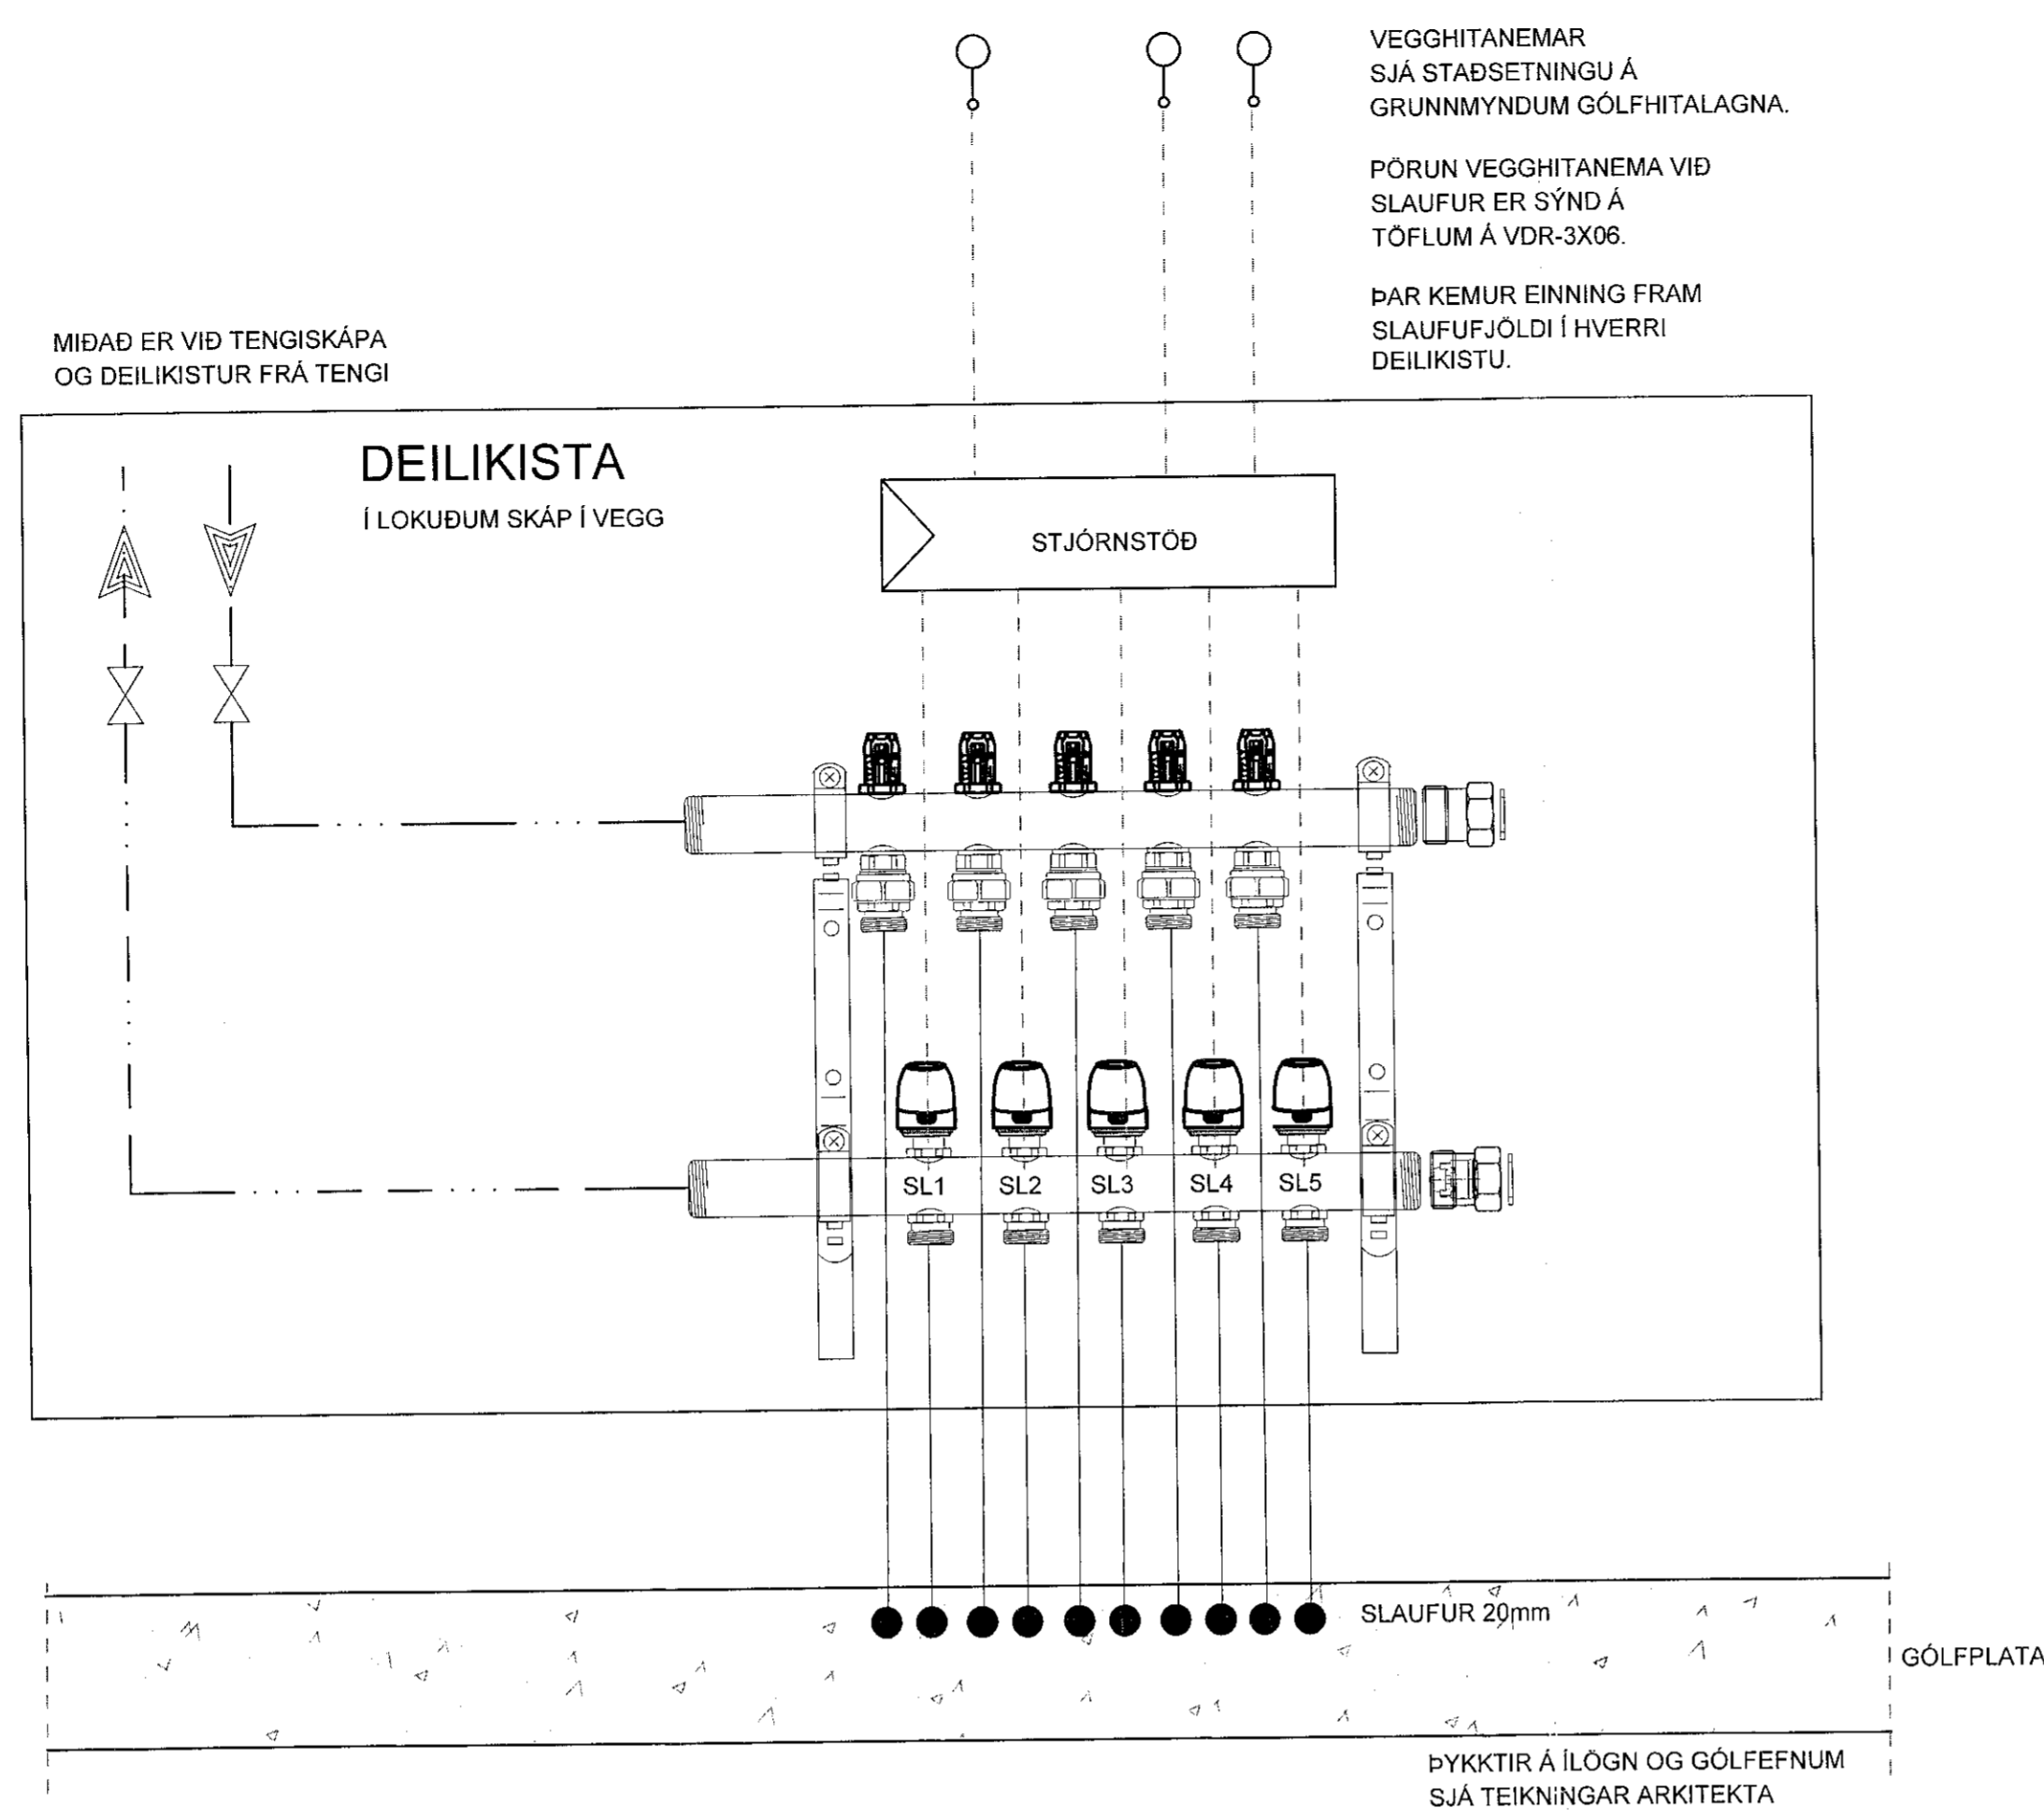 VEGGHITANEMAR
SJÁ STAÐSETNINGU Á
GRUNNMYNDUM GÓLFHITALAGNA.
PÖRUN VEGGHITANEMA VIÐ
SLAUFUR ER SÝND Á
TÖFLUM Á VDR-3X06.
ÞAR KEMUR EINNING FRAM
SLAUFUFJÖLDI Í HVERRI
DEILIKISTU.
MIÐAÐ ER VIÐ TENGISKÁPA
OG DEILIKISTUR FRÁ TENGI
DEILIKISTA
Í LOKUÐUM SKÁP Í VEGG
STJÓRNSTÖÐ
SL1 SL2 SL3 SL4 SL5
SLAUFUR 20mm
GÓLFPLATA
ÞYKKTIR Á ÍLÖGN OG GÓLFEFNUM
SJÁ TEIKNINGAR ARKITEKTA